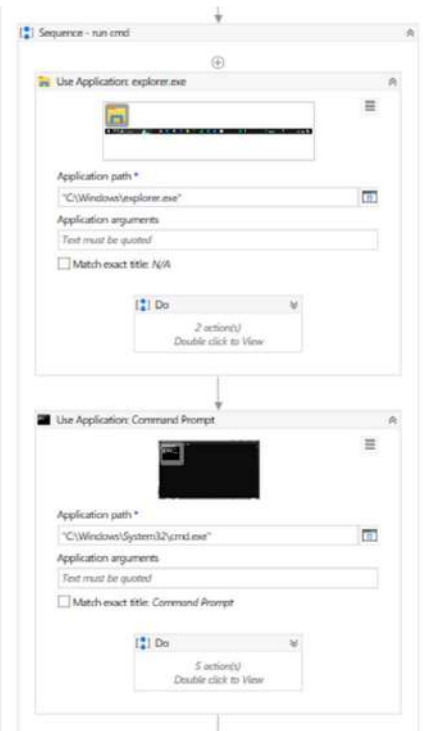 Sequence - run cmd
Use Application: explorer.exe
Application path *
"C:\Windows\explorer.exe"
Application arguments
Text must be quoted
Match exact title: N/A
Do
2 action(s)
Double click to View
Use Application: Command Prompt
Application path *
"C:\Windows\System32\cmd.exe"
Application arguments
Text must be quoted
Match exact title: Command Prompt
Do
5 action(s)
Double click to View